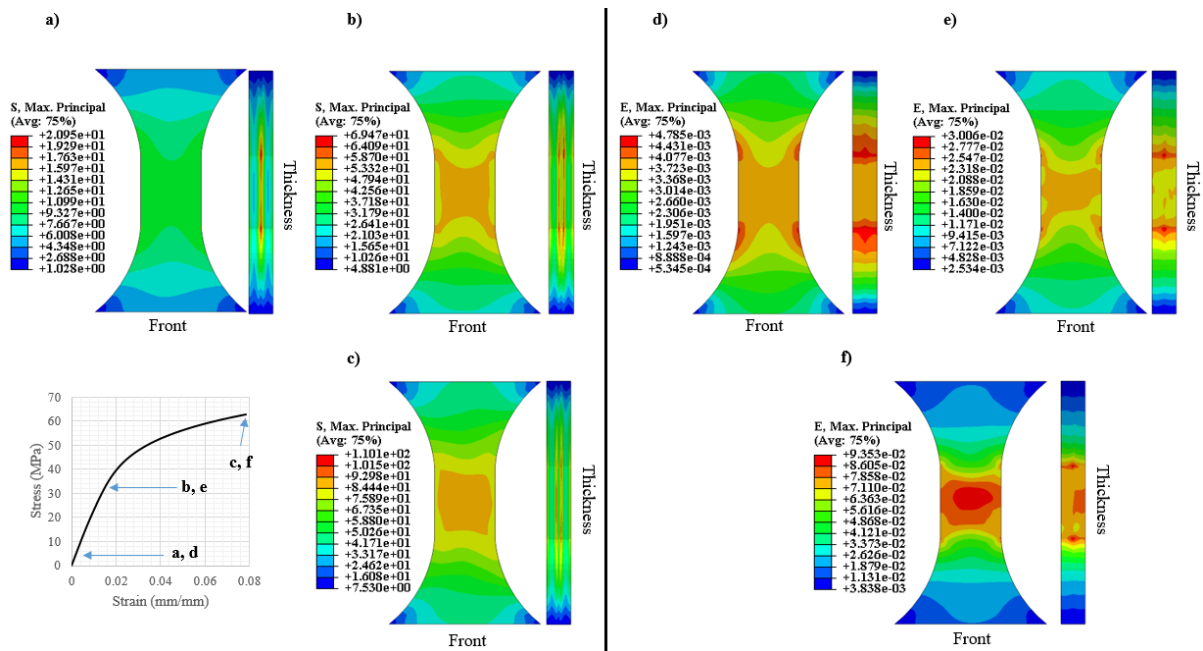 a)
S, Max. Principal
(Avg: 75%)
+2.095e+01
+1.929e+01
+1.763e+01
+1.597e+01
+1.431e+01
+1.265e+01
+1.099e+01
+9.327e+00
+7.667e+00
+6.008e+00
+4.348e+00
+2.688e+00
+1.028e+00
Thickness
Front
b)
S, Max. Principal
(Avg: 75%)
+6.947e+01
+6.409e+01
+5.870e+01
+5.332e+01
+4.794e+01
+4.256e+01
+3.718e+01
+3.179e+01
+2.641e+01
+2.103e+01
+1.565e+01
+1.026e+01
+4.881e+00
Thickness
Front
d)
E, Max. Principal
(Avg: 75%)
+4.785e-03
+4.431e-03
+4.077e-03
+3.723e-03
+3.368e-03
+3.014e-03
+2.660e-03
+2.306e-03
+1.951e-03
+1.597e-03
+1.243e-03
+8.888e-04
+5.345e-04
Thickness
Front
e)
E, Max. Principal
(Avg: 75%)
+3.006e-02
+2.777e-02
+2.547e-02
+2.318e-02
+2.088e-02
+1.859e-02
+1.630e-02
+1.400e-02
+1.171e-02
+9.415e-03
+7.122e-03
+4.828e-03
+2.534e-03
Thickness
Front
70
60
50
40
30
20
10
0
Stress (MPa)
c, f
b, e
a, d
0 0.02 0.04 0.06 0.08
Strain (mm/mm)
c)
S, Max. Principal
(Avg: 75%)
+1.101e+02
+1.015e+02
+9.298e+01
+8.444e+01
+7.589e+01
+6.735e+01
+5.880e+01
+5.026e+01
+4.171e+01
+3.317e+01
+2.462e+01
+1.608e+01
+7.530e+00
Thickness
Front
f)
E, Max. Principal
(Avg: 75%)
+9.353e-02
+8.605e-02
+7.858e-02
+7.110e-02
+6.363e-02
+5.616e-02
+4.868e-02
+4.121e-02
+3.373e-02
+2.626e-02
+1.879e-02
+1.131e-02
+3.838e-03
Thickness
Front